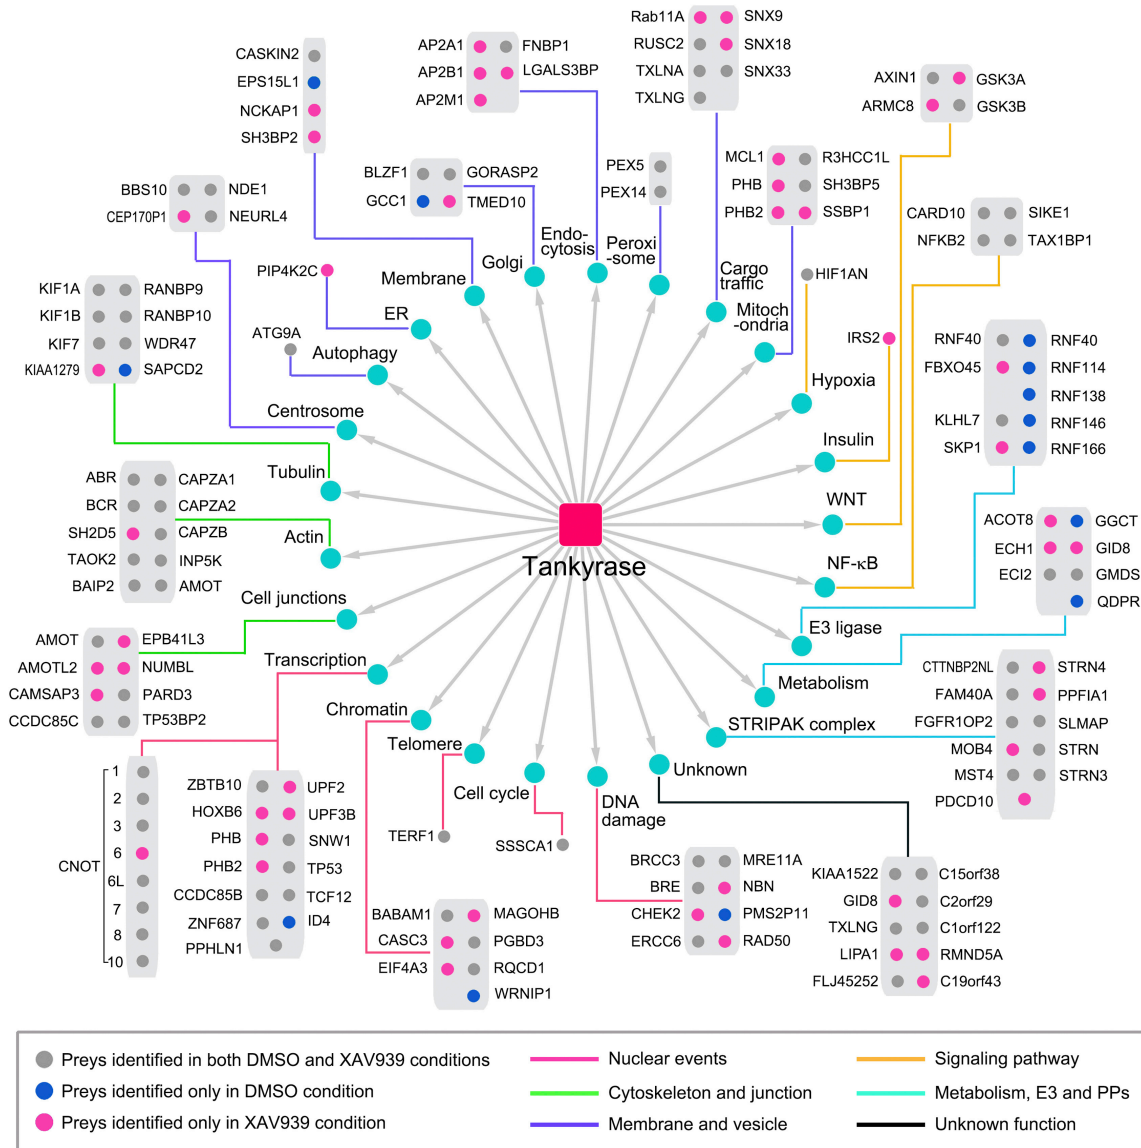 Rab11A SNX9
RUSC2 SNX18
TXLNA SNX33
TXLNG
AP2A1 FNBP1
AP2B1 LGALS3BP
AP2M1
CASKIN2
EPS15L1
NCKAP1
SH3BP2
AXIN1 GSK3A
ARMC8 GSK3B
BLZF1 GORASP2
GCC1 TMED10
PEX5
PEX14
MCL1 R3HCC1L
PHB SH3BP5
PHB2 SSBP1
BBS10 NDE1
CEP170P1 NEURL4
CARD10 SIKE1
NFKB2 TAX1BP1
KIF1A RANBP9
KIF1B RANBP10
KIF7 WDR47
KIAA1279 SAPCD2
PIP4K2C
ATG9A
HIF1AN
IRS2
Membrane
Golgi
Endo-
cytosis
Peroxi
-some
Cargo
traffic
Mitoch
-ondria
ER
Autophagy
Centrosome
Tubulin
Actin
Cell junctions
Transcription
Chromatin
Telomere
Cell cycle
DNA
damage
Unknown
STRIPAK complex
Metabolism
E3 ligase
NF-κB
WNT
Insulin
Hypoxia
Tankyrase
RNF40 RNF40
FBXO45 RNF114
RNF138
KLHL7 RNF146
SKP1 RNF166
ABR CAPZA1
BCR CAPZA2
SH2D5 CAPZB
TAOK2 INP5K
BAIP2 AMOT
ACOT8 GGCT
ECH1 GID8
ECI2 GMDS
QDPR
AMOT EPB41L3
AMOTL2 NUMBL
CAMSAP3 PARD3
CCDC85C TP53BP2
CTTNBP2NL STRN4
FAM40A PPFIA1
FGFR1OP2 SLMAP
MOB4 STRN
MST4 STRN3
PDCD10
CNOT
1
2
3
6
6L
7
8
10
ZBTB10 UPF2
HOXB6 UPF3B
PHB SNW1
PHB2 TP53
CCDC85B TCF12
ZNF687 ID4
PPHLN1
TERF1
SSSCA1
BABAM1 MAGOHB
CASC3 PGBD3
EIF4A3 RQCD1
WRNIP1
BRCC3 MRE11A
BRE NBN
CHEK2 PMS2P11
ERCC6 RAD50
KIAA1522 C15orf38
GID8 C2orf29
TXLNG C1orf122
LIPA1 RMND5A
FLJ45252 C19orf43
Preys identified in both DMSO and XAV939 conditions
Preys identified only in DMSO condition
Preys identified only in XAV939 condition
Nuclear events
Cytoskeleton and junction
Membrane and vesicle
Signaling pathway
Metabolism, E3 and PPs
Unknown function